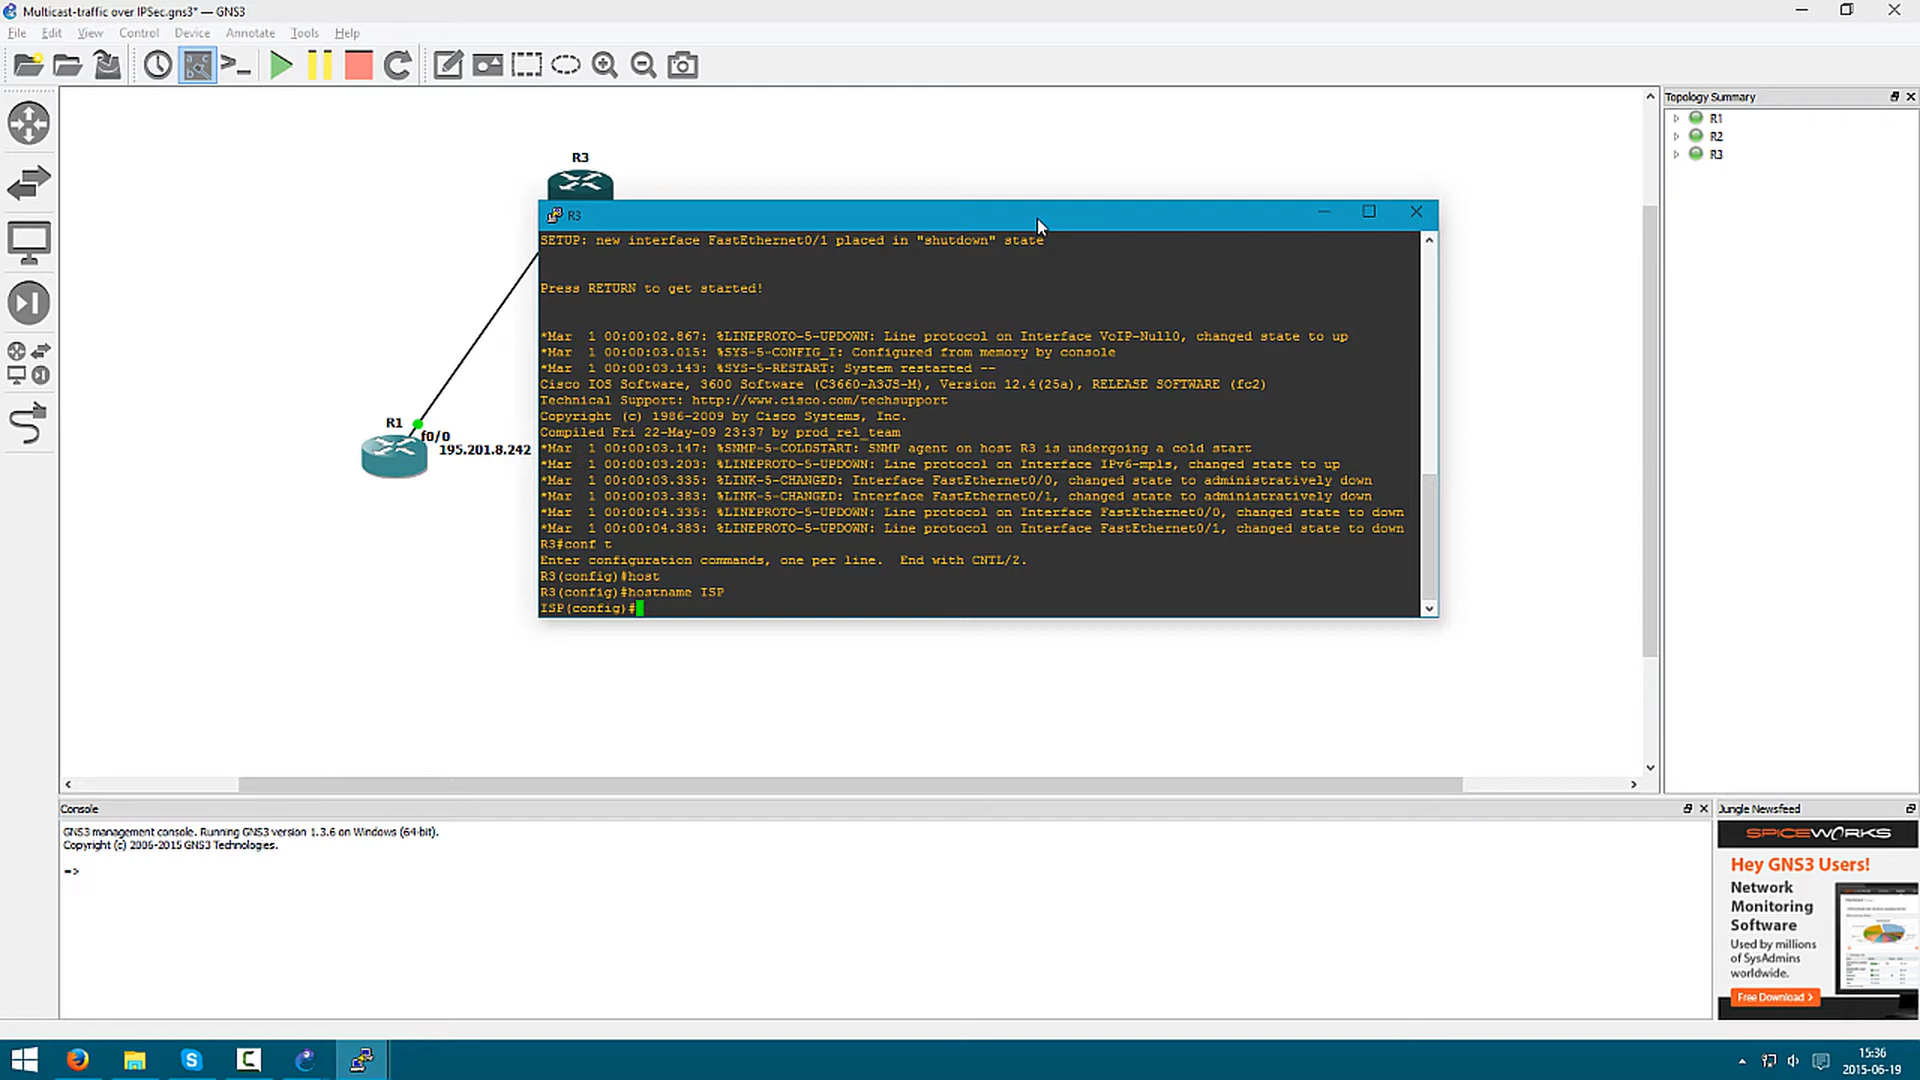 Multicast-traffic over IPSec.gns3* — GNS3
File Edit View Control Device Annotate Tools Help
Topology Summary
R1
R2
R3
R3
R3
SETUP: new interface FastEthernet0/1 placed in "shutdown" state
Press RETURN to get started!
*Mar  1 00:00:02.867: %LINEPROTO-5-UPDOWN: Line protocol on Interface VoIP-Null0, changed state to up
*Mar  1 00:00:03.015: %SYS-5-CONFIG_I: Configured from memory by console
*Mar  1 00:00:03.143: %SYS-5-RESTART: System restarted --
Cisco IOS Software, 3600 Software (C3660-A3JS-M), Version 12.4(25a), RELEASE SOFTWARE (fc2)
Technical Support: http://www.cisco.com/techsupport
Copyright (c) 1986-2009 by Cisco Systems, Inc.
Compiled Fri 22-May-09 23:37 by prod_rel_team
*Mar  1 00:00:03.147: %SNMP-5-COLDSTART: SNMP agent on host R3 is undergoing a cold start
*Mar  1 00:00:03.203: %LINEPROTO-5-UPDOWN: Line protocol on Interface IPv6-mpls, changed state to up
*Mar  1 00:00:03.335: %LINK-5-CHANGED: Interface FastEthernet0/0, changed state to administratively down
*Mar  1 00:00:03.383: %LINK-5-CHANGED: Interface FastEthernet0/1, changed state to administratively down
*Mar  1 00:00:04.335: %LINEPROTO-5-UPDOWN: Line protocol on Interface FastEthernet0/0, changed state to down
*Mar  1 00:00:04.383: %LINEPROTO-5-UPDOWN: Line protocol on Interface FastEthernet0/1, changed state to down
R3#conf t
Enter configuration commands, one per line.  End with CNTL/Z.
R3(config)#host
R3(config)#hostname ISP
ISP(config)#
R1
f0/0
195.201.8.242
Console
GNS3 management console. Running GNS3 version 1.3.6 on Windows (64-bit).
Copyright (c) 2006-2015 GNS3 Technologies.
=>
Jungle Newsfeed
SPICEWORKS
Hey GNS3 Users!
Network
Monitoring
Software
Used by millions
of SysAdmins
worldwide.
Free Download >
15:36
2015-06-19